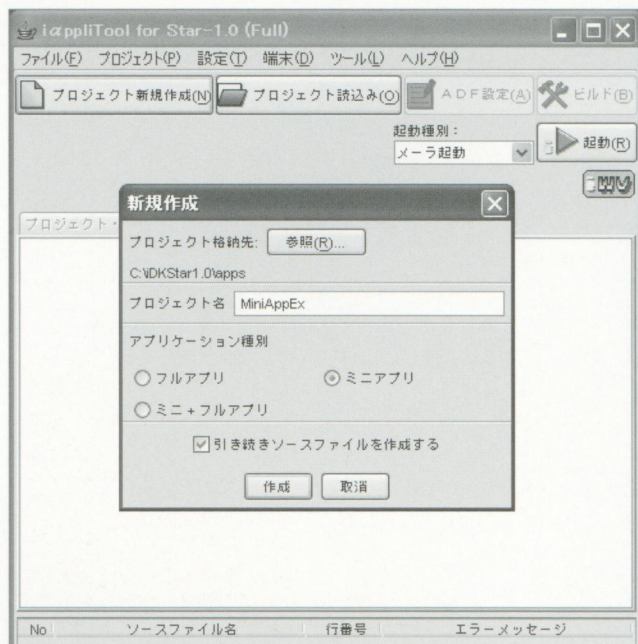 iαppliTool for Star-1.0 (Full)
ファイル(F) プロジェクト(P) 設定(T) 端末(D) ツール(L) ヘルプ(H)
プロジェクト新規作成(N) プロジェクト読込み(O) ADF設定(A) ビルド(B)
起動種別：
メーラ起動 起動(R)
新規作成
プロジェクト・
プロジェクト格納先: 参照(R)...
C:\iDKStar1.0\apps
プロジェクト名 MiniAppEx
アプリケーション種別
フルアプリ ミニアプリ
ミニ+フルアプリ
引き続きソースファイルを作成する
作成 取消
No ソースファイル名 行番号 エラーメッセージ